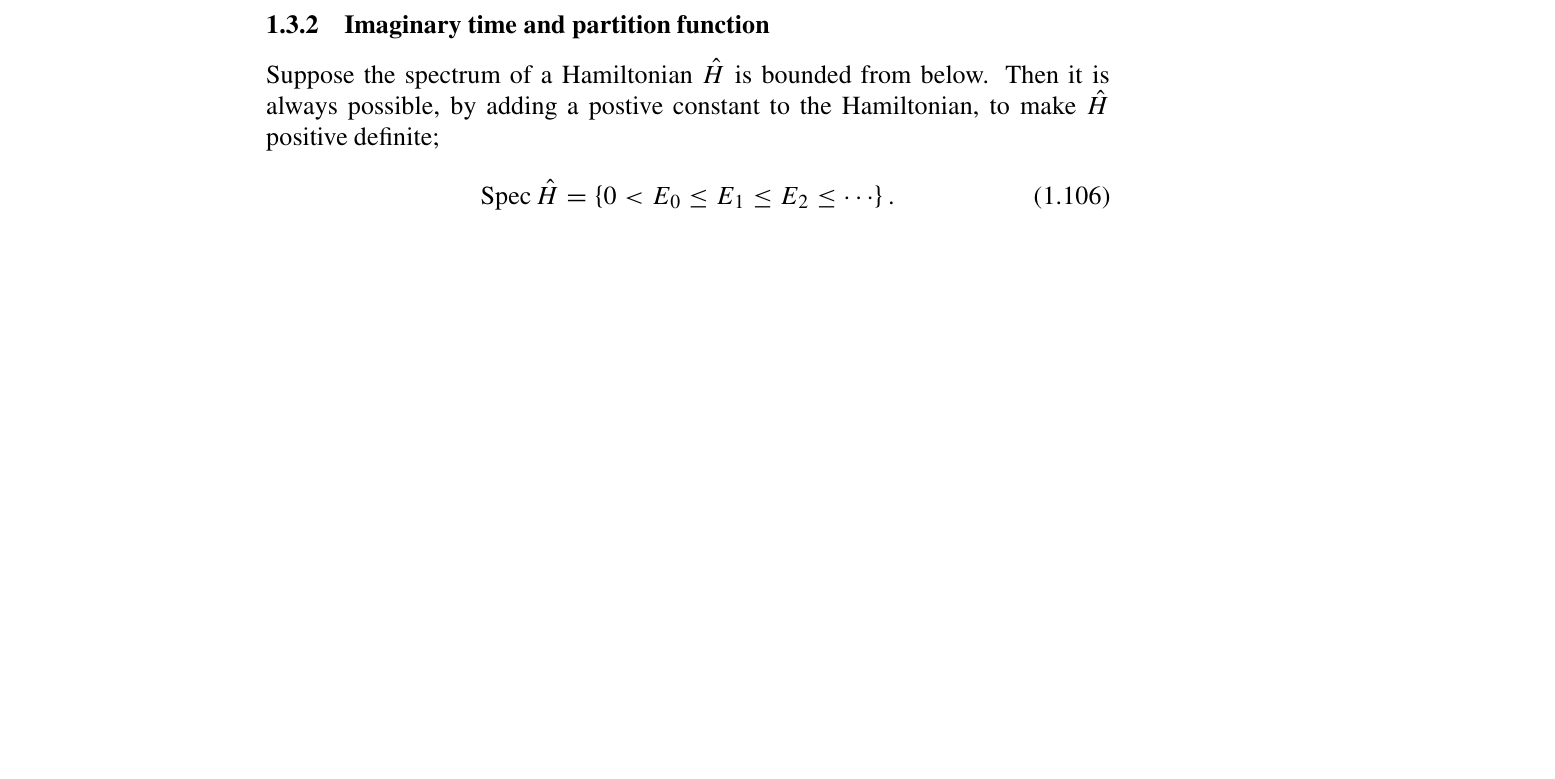 1.3.2 Imaginary time and partition function
Suppose the spectrum of a Hamiltonian Ĥ is bounded from below. Then it is
always possible, by adding a postive constant to the Hamiltonian, to make Ĥ
positive definite;
Spec Ĥ = {0 < E₀ ≤ E₁ ≤ E₂ ≤ ···} . (1.106)